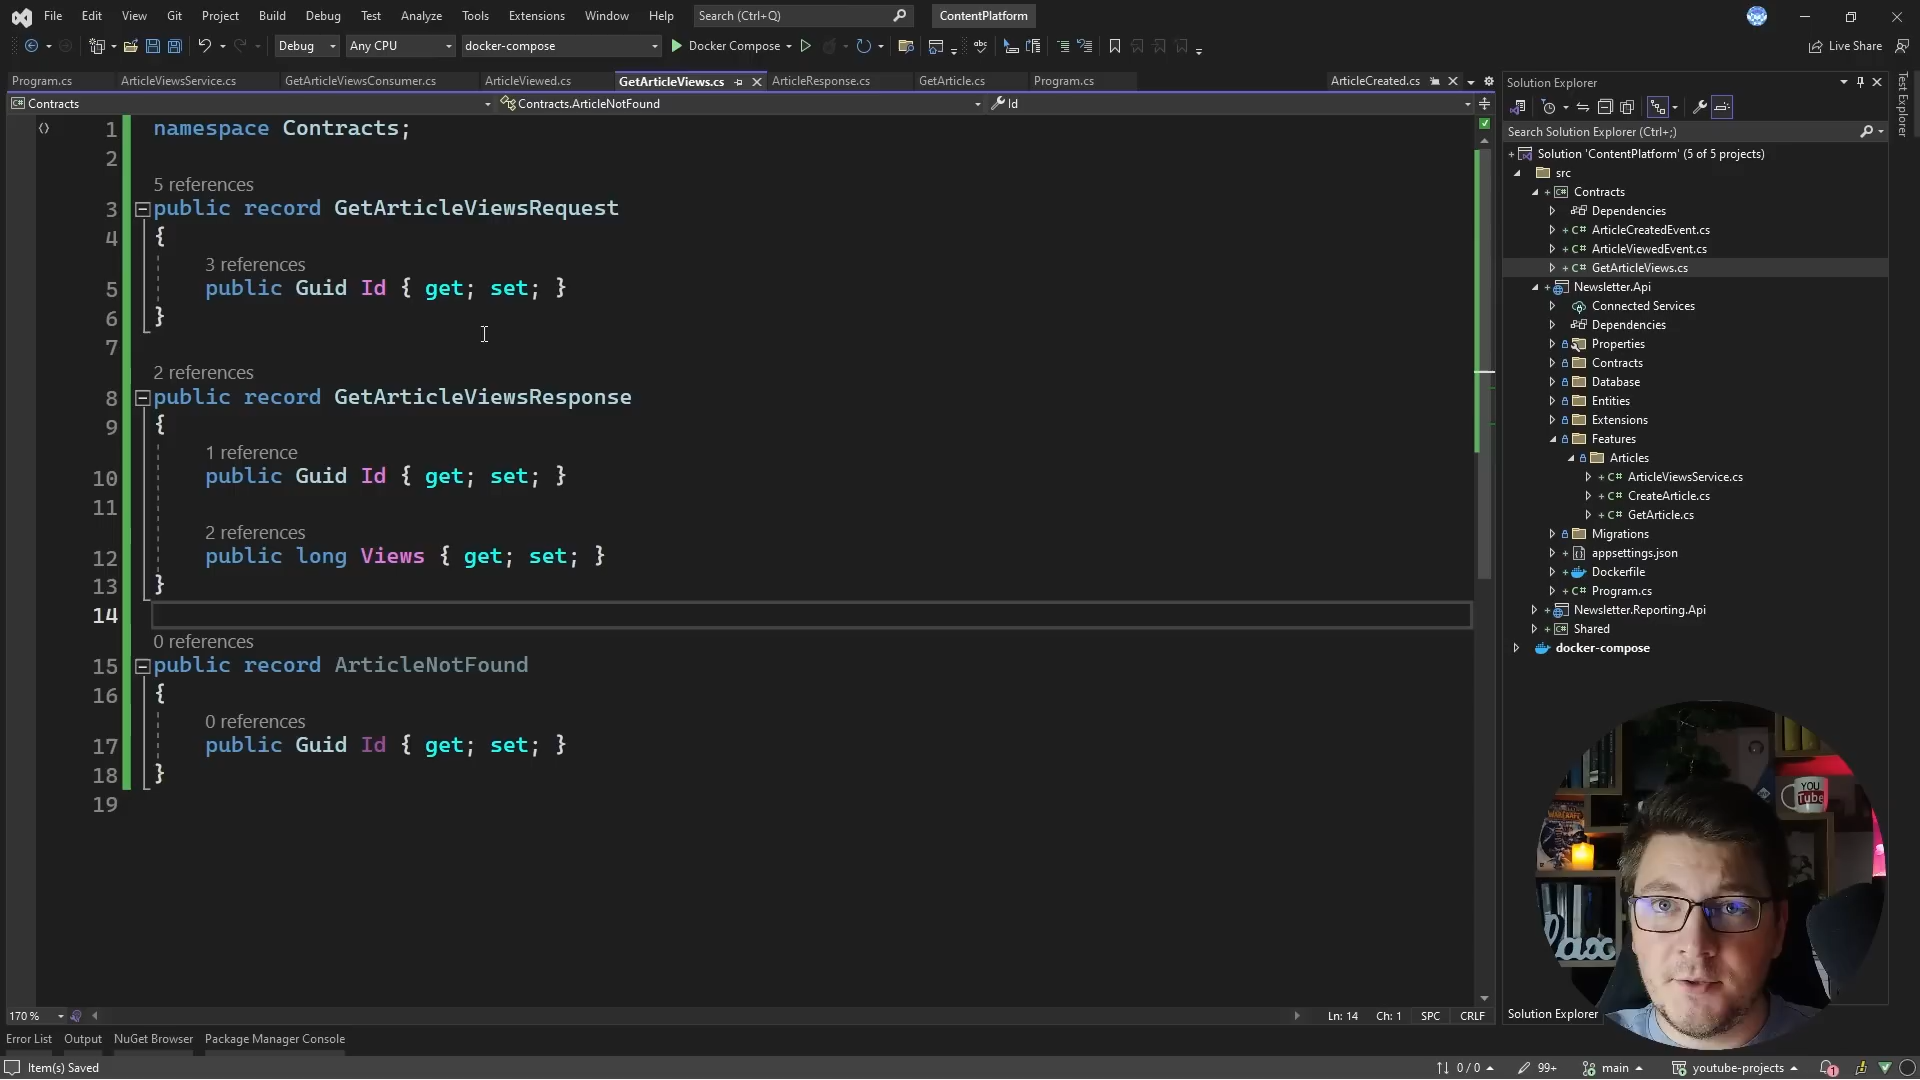 File Edit View Git Project Build Debug Test Analyze Tools Extensions Window Help Search (Ctrl+Q) ContentPlatform
Debug Any CPU docker-compose Docker Compose Live Share
Program.cs ArticleViewsService.cs GetArticleViewsConsumer.cs ArticleViewed.cs GetArticleViews.cs ArticleResponse.cs GetArticle.cs Program.cs ArticleCreated.cs
Contracts Contracts.ArticleNotFound Id
1 namespace Contracts;
2
5 references
3 public record GetArticleViewsRequest
4 {
3 references
5 public Guid Id { get; set; }
6 }
7
2 references
8 public record GetArticleViewsResponse
9 {
1 reference
10 public Guid Id { get; set; }
11
2 references
12 public long Views { get; set; }
13 }
14
0 references
15 public record ArticleNotFound
16 {
0 references
17 public Guid Id { get; set; }
18 }
19
170 % Ln: 14 Ch: 1 SPC CRLF
Solution Explorer
Search Solution Explorer (Ctrl+;)
Solution 'ContentPlatform' (5 of 5 projects)
src
Contracts
Dependencies
C# ArticleCreatedEvent.cs
C# ArticleViewedEvent.cs
C# GetArticleViews.cs
Newsletter.Api
Connected Services
Dependencies
Properties
Contracts
Database
Entities
Extensions
Features
Articles
C# ArticleViewsService.cs
C# CreateArticle.cs
C# GetArticle.cs
Migrations
appsettings.json
Dockerfile
C# Program.cs
Newsletter.Reporting.Api
Shared
docker-compose
Test Explorer
YOU
Tube
Solution Explorer
Error List Output NuGet Browser Package Manager Console
Item(s) Saved 0 / 0 99+ main youtube-projects 1